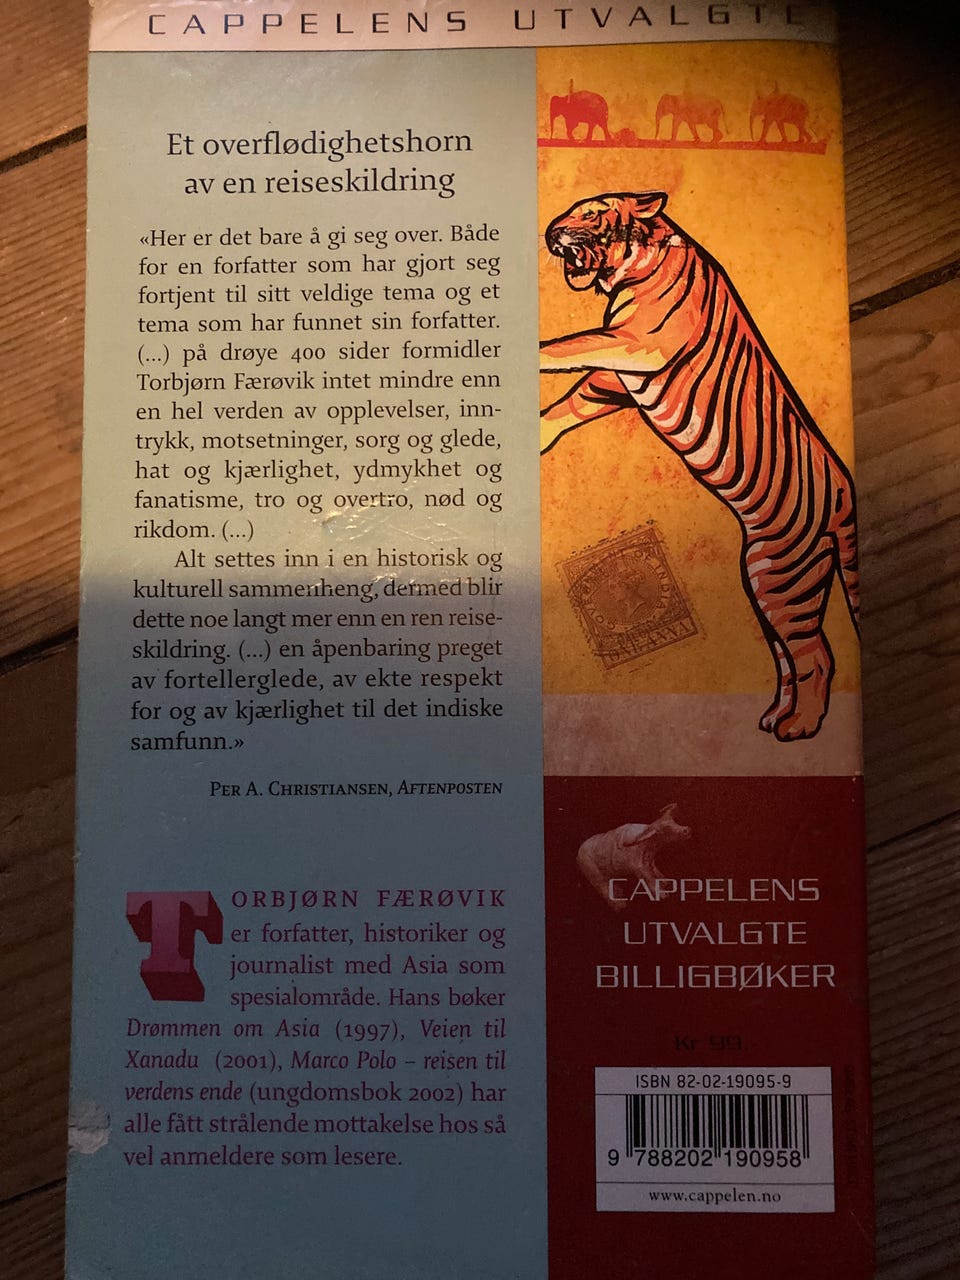 CAPPELENS UTVALGTE
Et overflødighetshorn
av en reiseskildring
«Her er det bare å gi seg over. Både
for en forfatter som har gjort seg
fortjent til sitt veldige tema og et
tema som har funnet sin forfatter.
(...) på drøye 400 sider formidler
Torbjørn Færøvik intet mindre enn
en hel verden av opplevelser, inn-
trykk, motsetninger, sorg og glede,
hat og kjærlighet, ydmykhet og
fanatisme, tro og overtro, nød og
rikdom. (...)
Alt settes inn i en historisk og
kulturell sammenheng, dermed blir
dette noe langt mer enn en ren reise-
skildring. (...) en åpenbaring preget
av fortellerglede, av ekte respekt
for og av kjærlighet til det indiske
samfunn.»
PER A. CHRISTIANSEN, AFTENPOSTEN
TORBJØRN FÆRØVIK
er forfatter, historiker og
journalist med Asia som
spesialområde. Hans bøker
Drømmen om Asia (1997), Veien til
Xanadu (2001), Marco Polo – reisen til
verdens ende (ungdomsbok 2002) har
alle fått strålende mottakelse hos så
vel anmeldere som lesere.
INDIA
ONE ANNA
CAPPELENS
UTVALGTE
BILLIGBØKER
Kr 99.-
ISBN 82-02-19095-9
9 788202 190958
www.cappelen.no